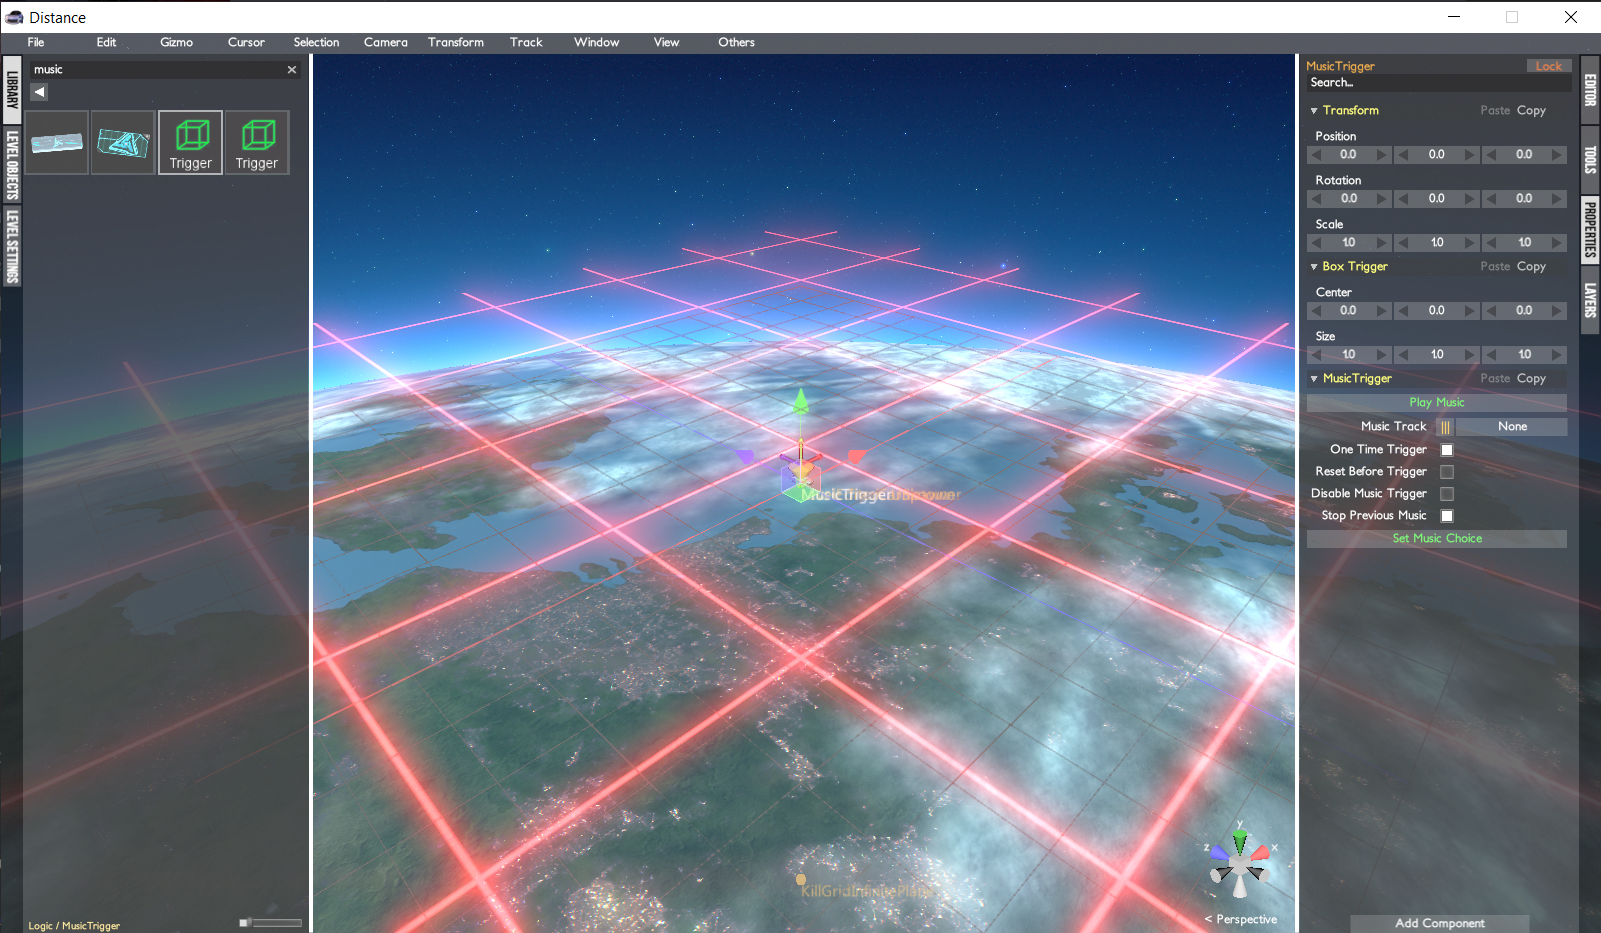 Distance
File Edit Gizmo Cursor Selection Camera Transform Track Window View Others
LIBRARY
LEVEL OBJECTS
LEVEL SETTINGS
music
Trigger Trigger
Logic / MusicTrigger
MusicTrigger
KillGridInfinitePlane
Y
Z X
< Perspective
MusicTrigger Lock
Search...
Transform Paste Copy
Position
0.0 0.0 0.0
Rotation
0.0 0.0 0.0
Scale
1.0 1.0 1.0
Box Trigger Paste Copy
Center
0.0 0.0 0.0
Size
1.0 1.0 1.0
MusicTrigger Paste Copy
Play Music
Music Track None
One Time Trigger
Reset Before Trigger
Disable Music Trigger
Stop Previous Music
Set Music Choice
Add Component
EDITOR
TOOLS
PROPERTIES
LAYERS